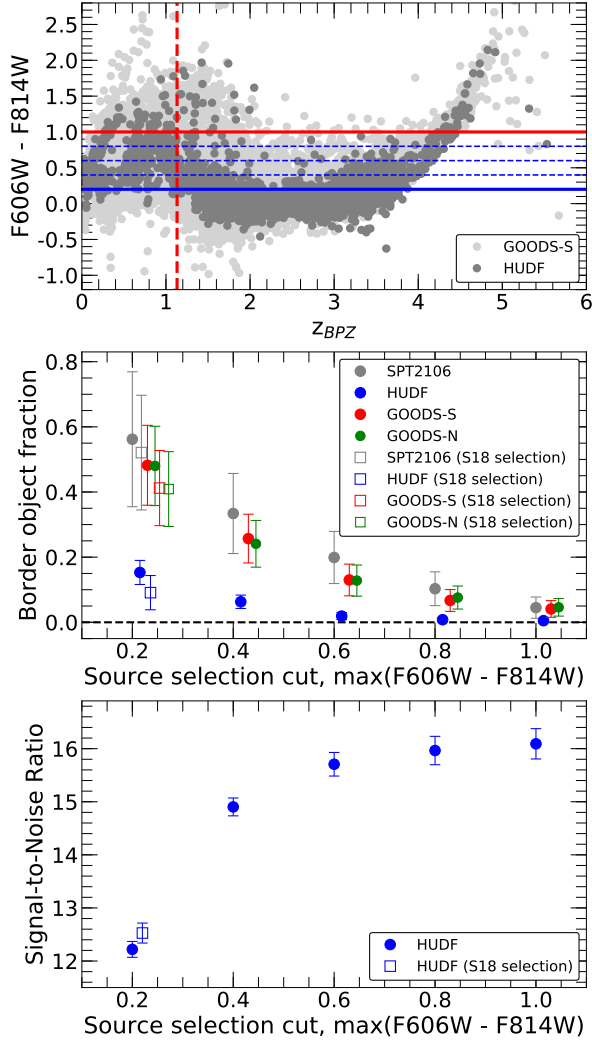 F606W - F814W
2.5
2.0
1.5
1.0
0.5
0.0
-0.5
-1.0
GOODS-S
HUDF
0 1 2 3 4 5 6
z_BPZ
Border object fraction
0.8
0.6
0.4
0.2
0.0
SPT2106
HUDF
GOODS-S
GOODS-N
SPT2106 (S18 selection)
HUDF (S18 selection)
GOODS-S (S18 selection)
GOODS-N (S18 selection)
0.2 0.4 0.6 0.8 1.0
Source selection cut, max(F606W - F814W)
Signal-to-Noise Ratio
16
15
14
13
12
HUDF
HUDF (S18 selection)
0.2 0.4 0.6 0.8 1.0
Source selection cut, max(F606W - F814W)